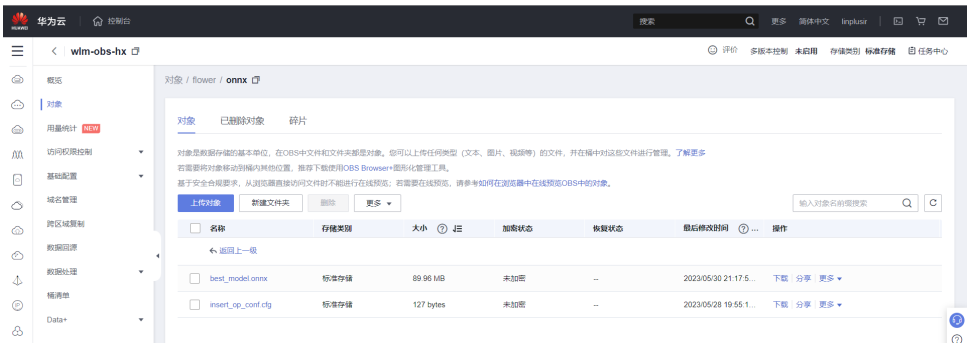 HUAWEI 华为云 控制台 搜索 更多 简体中文 linplusr
wlm-obs-hx 评价 多版本控制 未启用 存储类别 标准存储 任务中心
概览
对象
用量统计 NEW
访问权限控制
基础配置
域名管理
跨区域复制
数据回源
数据处理
桶清单
Data+
对象 / flower / onnx
对象 已删除对象 碎片
对象是数据存储的基本单位，在OBS中文件和文件夹都是对象。您可以上传任何类型（文本、图片、视频等）的文件，并在桶中对这些文件进行管理。了解更多
若需要将对象移动到桶内其他位置，推荐下载使用OBS Browser+图形化管理工具。
基于安全合规要求，从浏览器直接访问文件时不能进行在线预览；若需要在线预览，请参考如何在浏览器中在线预览OBS中的对象。
上传对象 新建文件夹 删除 更多 输入对象名前缀搜索
名称 存储类别 大小 加密状态 恢复状态 最后修改时间 ... 操作
返回上一级
best_model.onnx 标准存储 89.96 MB 未加密 -- 2023/05/30 21:17:5... 下载 分享 更多
insert_op_conf.cfg 标准存储 127 bytes 未加密 -- 2023/05/28 19:55:1... 下载 分享 更多